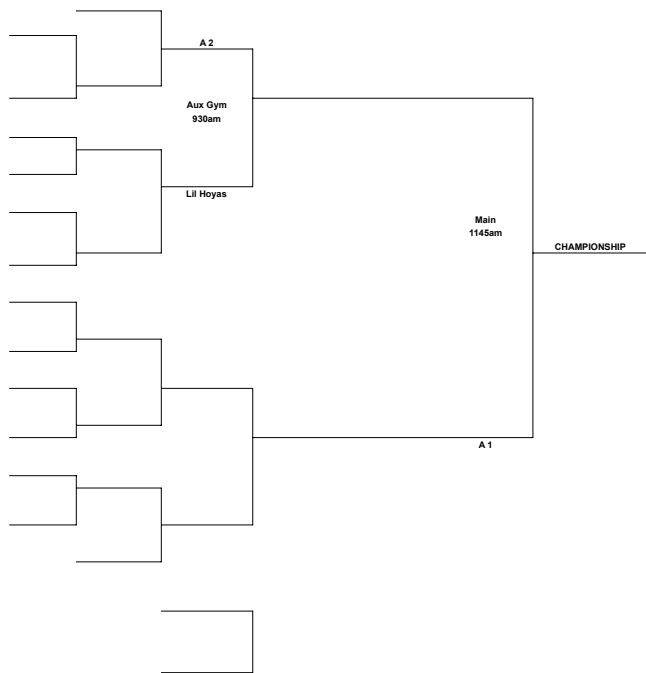 A 2
Aux Gym
930am
Lil Hoyas
Main
1145am
CHAMPIONSHIP
A 1